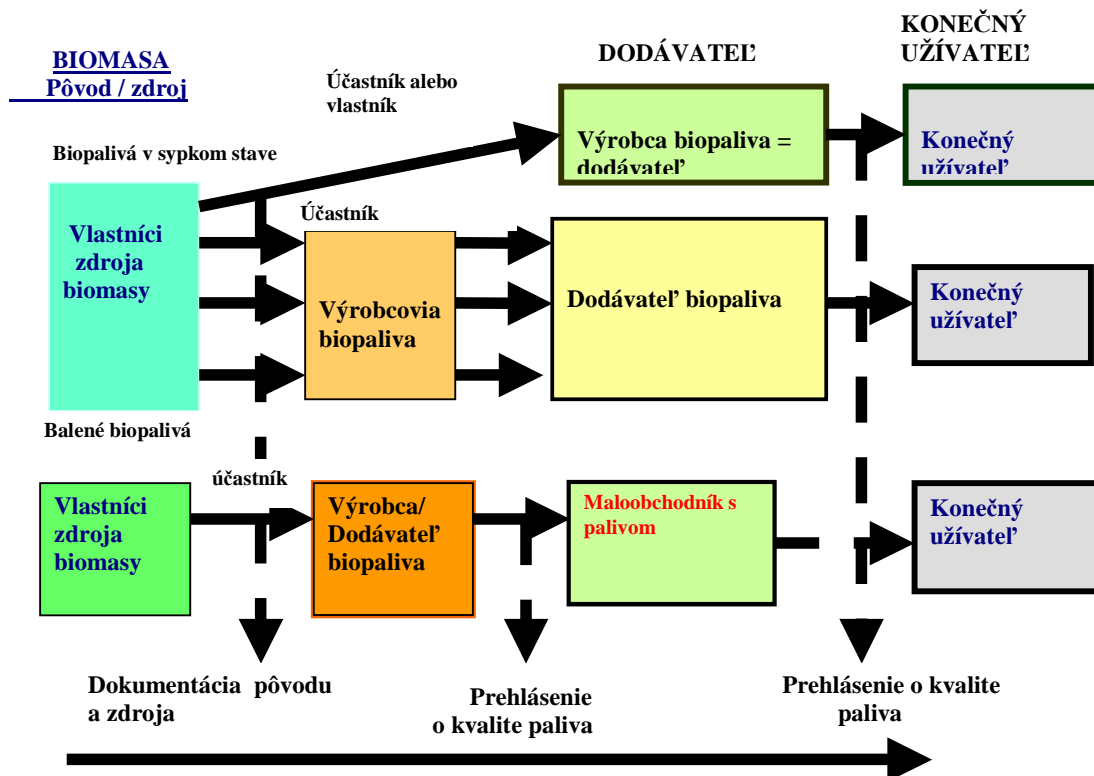 KONEČNÝ
UŽÍVATEĽ
DODÁVATEĽ
BIOMASA
Pôvod / zdroj
Účastník alebo
vlastník
Biopalivá v sypkom stave
Výrobca biopaliva =
dodávateľ
Konečný
užívateľ
Vlastníci
zdroja
biomasy
Účastník
Výrobcovia
biopaliva
Dodávateľ biopaliva
Konečný
užívateľ
Balené biopalivá
účastník
Vlastníci
zdroja
biomasy
Výrobca/
Dodávateľ
biopaliva
Maloobchodník s
palivom
Konečný
užívateľ
Dokumentácia pôvodu
a zdroja
Prehlásenie
o kvalite paliva
Prehlásenie o kvalite
paliva